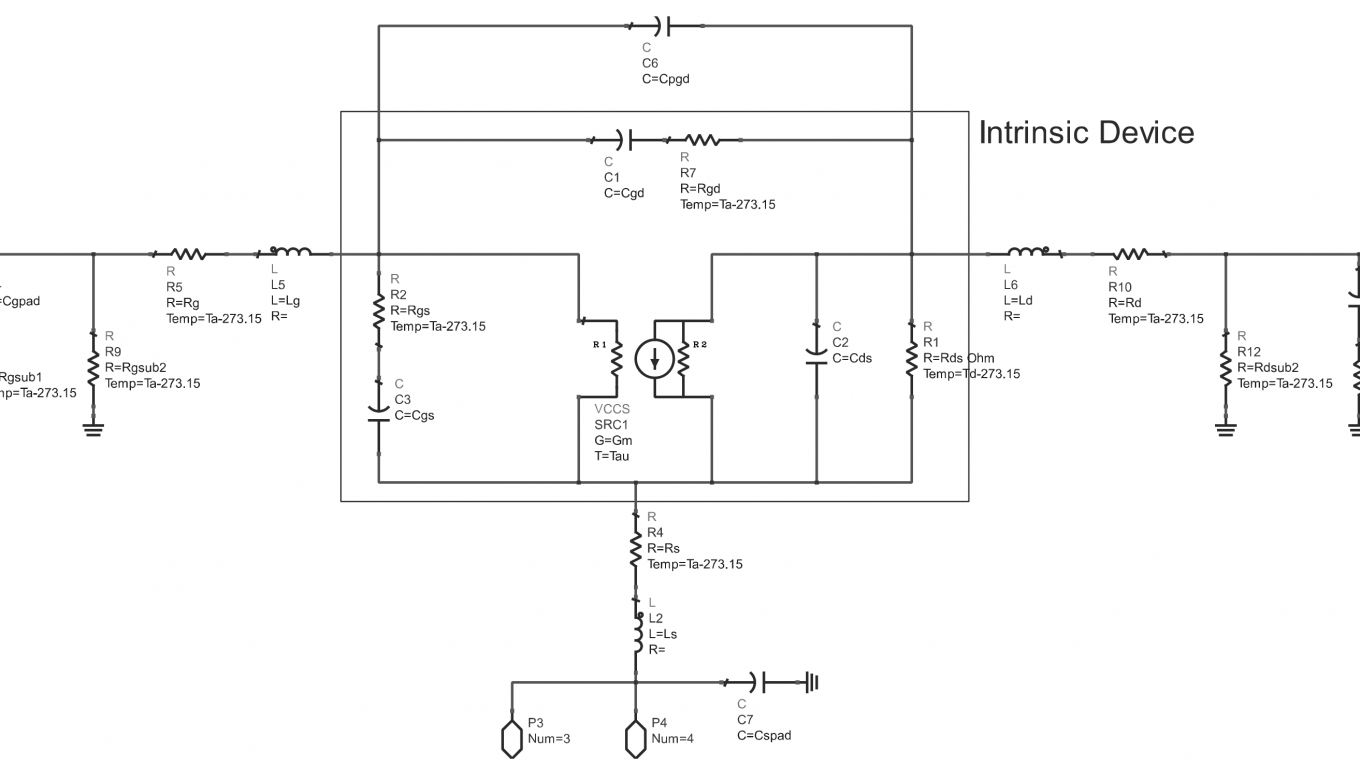 C
C6
C=Cpgd
Intrinsic Device
C
C1
C=Cgd
R
R7
R=Rgd
Temp=Ta-273.15
=Cgpad
Rgsub1
np=Ta-273.15
R
R9
R=Rgsub2
Temp=Ta-273.15
R
R5
R=Rg
Temp=Ta-273.15
L
L5
L=Lg
R=
R
R2
R=Rgs
Temp=Ta-273.15
C
C3
C=Cgs
R1
R2
VCCS
SRC1
G=Gm
T=Tau
C
C2
C=Cds
R
R1
R=Rds Ohm
Temp=Td-273.15
L
L6
L=Ld
R=
R
R10
R=Rd
Temp=Ta-273.15
R
R12
R=Rdsub2
Temp=Ta-273.15
R
R4
R=Rs
Temp=Ta-273.15
L
L2
L=Ls
R=
P3
Num=3
P4
Num=4
C
C7
C=Cspad